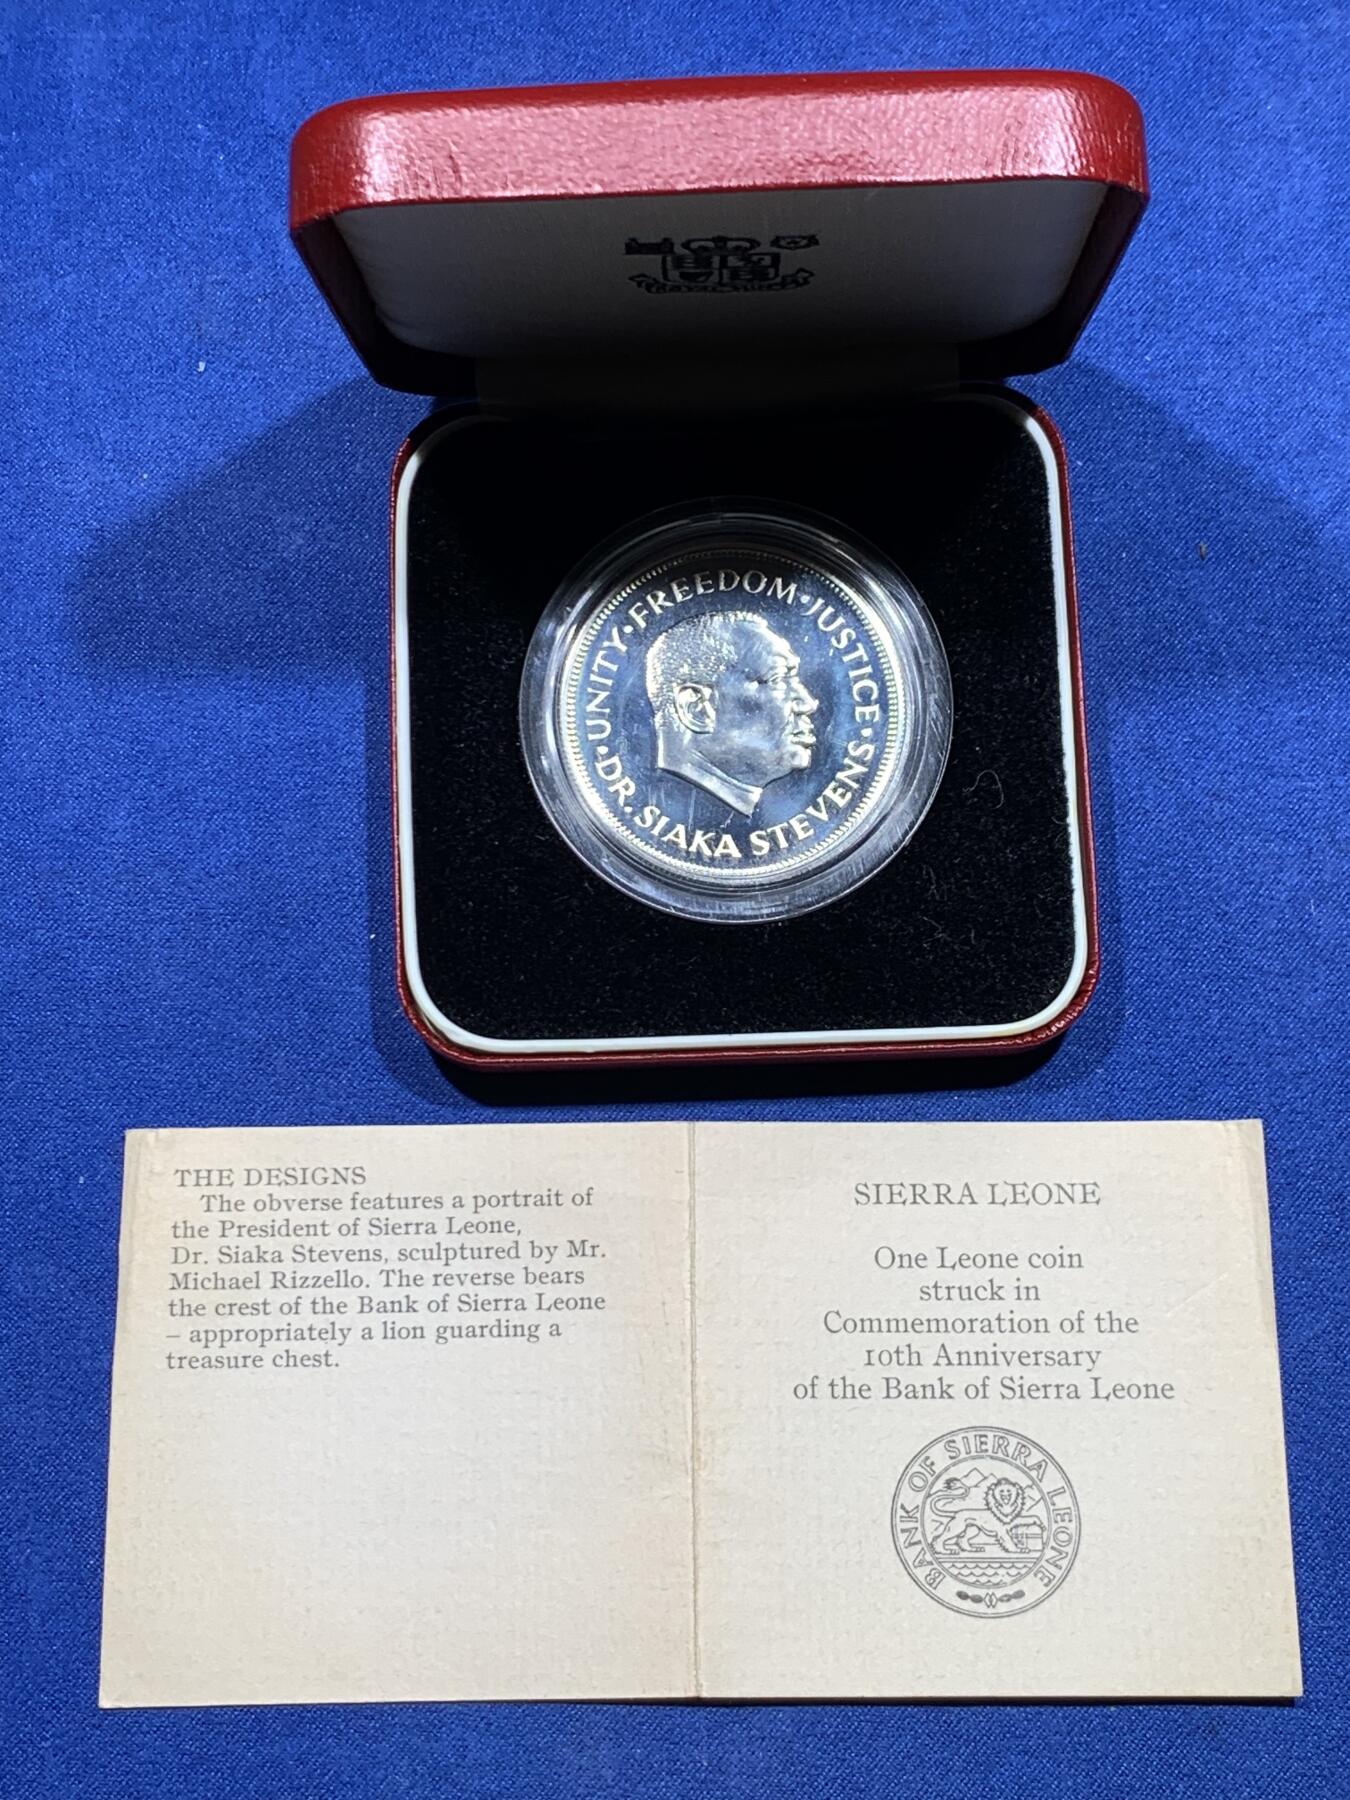 ROYAL MINT
UNITY · FREEDOM · JUSTICE ·
· DR. SIAKA STEVENS ·
THE DESIGNS
The obverse features a portrait of
the President of Sierra Leone,
Dr. Siaka Stevens, sculptured by Mr.
Michael Rizzello. The reverse bears
the crest of the Bank of Sierra Leone
– appropriately a lion guarding a
treasure chest.
SIERRA LEONE
One Leone coin
struck in
Commemoration of the
10th Anniversary
of the Bank of Sierra Leone
BANK OF SIERRA LEONE